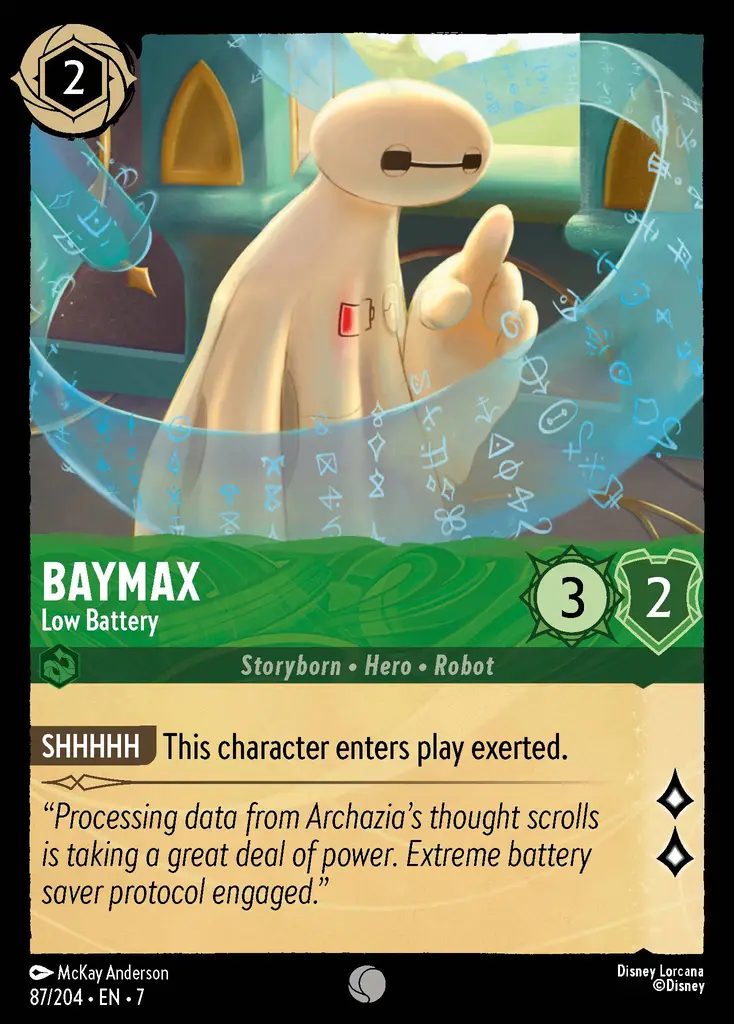 2
BAYMAX
Low Battery
3
2
Storyborn • Hero • Robot
SHHHHH This character enters play exerted.
“Processing data from Archazia’s thought scrolls
is taking a great deal of power. Extreme battery
saver protocol engaged.”
McKay Anderson
Disney Lorcana
87/204 • EN • 7
©Disney